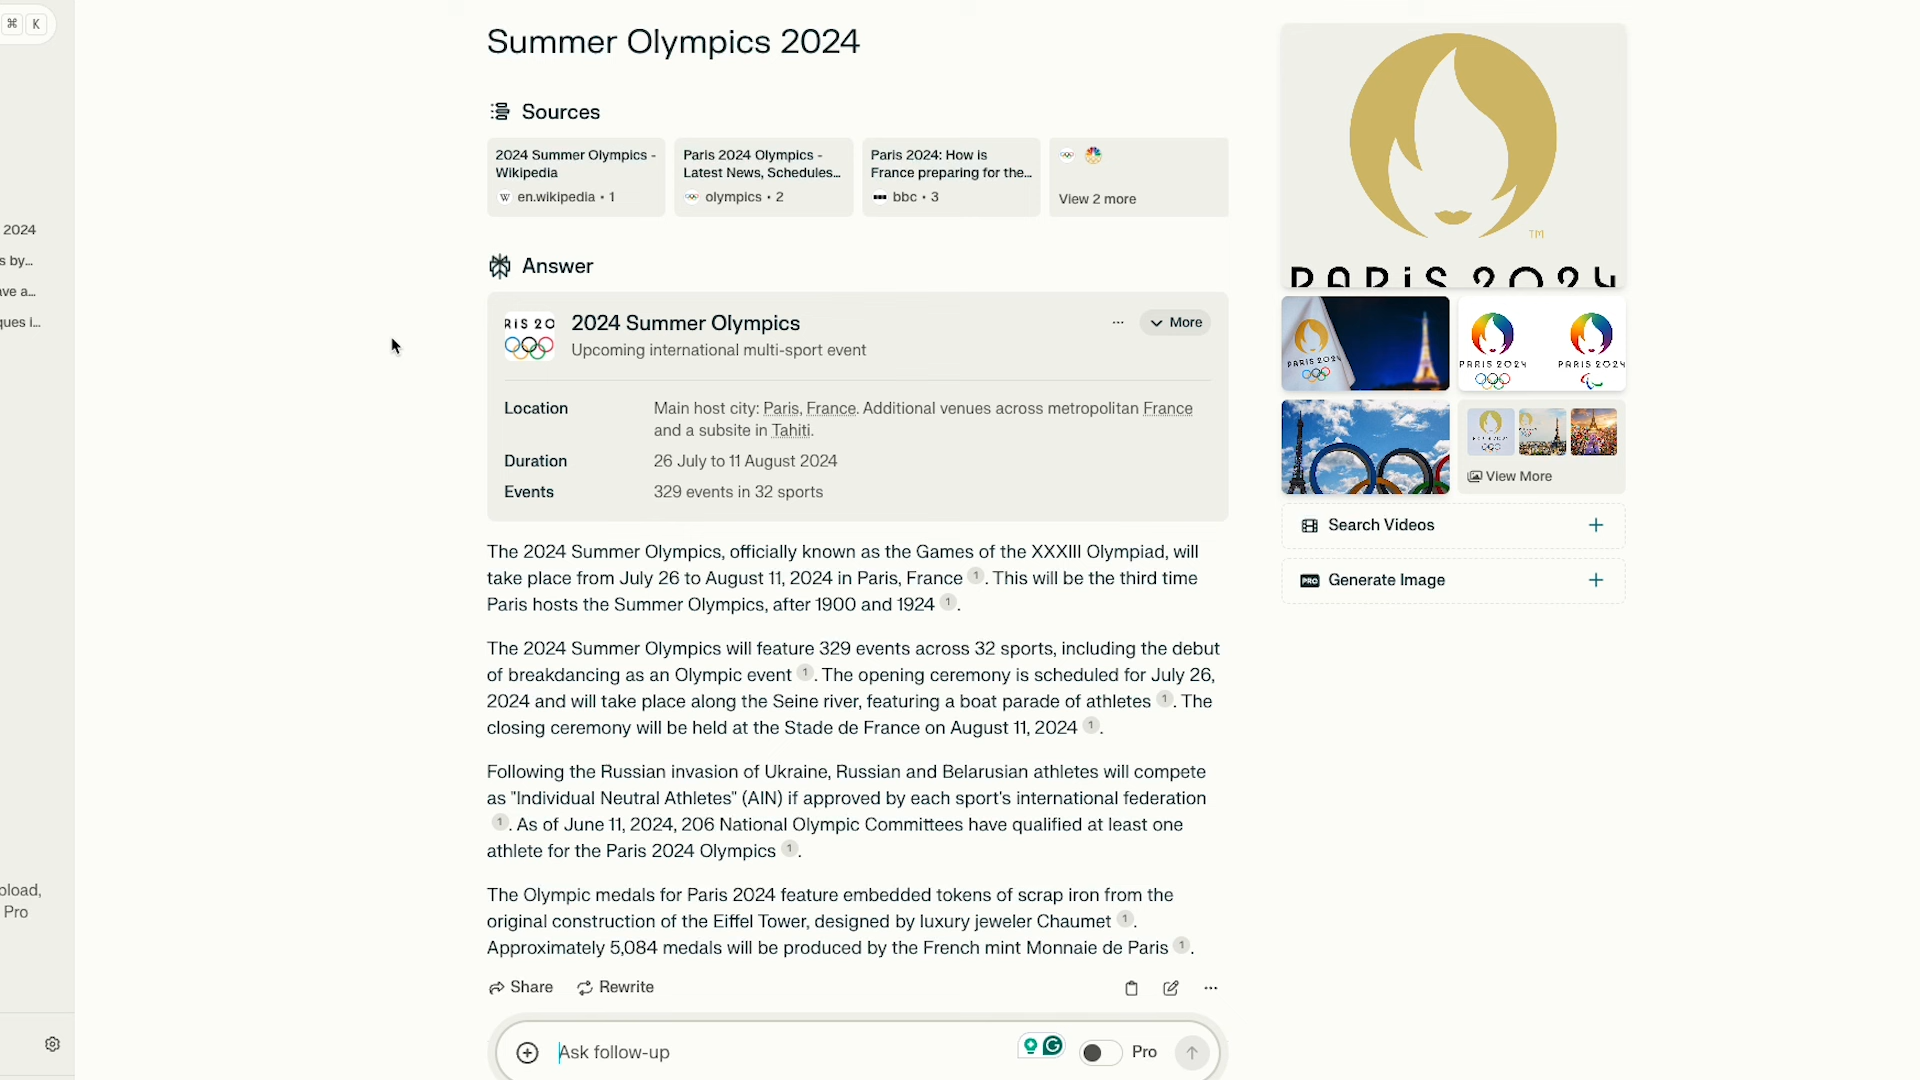 ⌘ K
2024
s by...
ave a...
ques i...
pload,
Pro
Summer Olympics 2024
Sources
2024 Summer Olympics -
Wikipedia
W en.wikipedia • 1
Paris 2024 Olympics -
Latest News, Schedules...
olympics • 2
Paris 2024: How is
France preparing for the...
bbc • 3
View 2 more
Answer
RIS 20
2024 Summer Olympics
Upcoming international multi-sport event
... More
Location
Main host city: Paris, France. Additional venues across metropolitan France
and a subsite in Tahiti.
Duration 26 July to 11 August 2024
Events 329 events in 32 sports
The 2024 Summer Olympics, officially known as the Games of the XXXIII Olympiad, will
take place from July 26 to August 11, 2024 in Paris, France 1. This will be the third time
Paris hosts the Summer Olympics, after 1900 and 1924 1.
The 2024 Summer Olympics will feature 329 events across 32 sports, including the debut
of breakdancing as an Olympic event 1. The opening ceremony is scheduled for July 26,
2024 and will take place along the Seine river, featuring a boat parade of athletes 1. The
closing ceremony will be held at the Stade de France on August 11, 2024 1.
Following the Russian invasion of Ukraine, Russian and Belarusian athletes will compete
as "Individual Neutral Athletes" (AIN) if approved by each sport's international federation
1. As of June 11, 2024, 206 National Olympic Committees have qualified at least one
athlete for the Paris 2024 Olympics 1.
The Olympic medals for Paris 2024 feature embedded tokens of scrap iron from the
original construction of the Eiffel Tower, designed by luxury jeweler Chaumet 1.
Approximately 5,084 medals will be produced by the French mint Monnaie de Paris 1.
Share Rewrite ...
Ask follow-up
Pro
TM
PARIS 2024
PARIS 2024
PARIS 2024
PARIS 2024
View More
Search Videos +
PRO Generate Image +